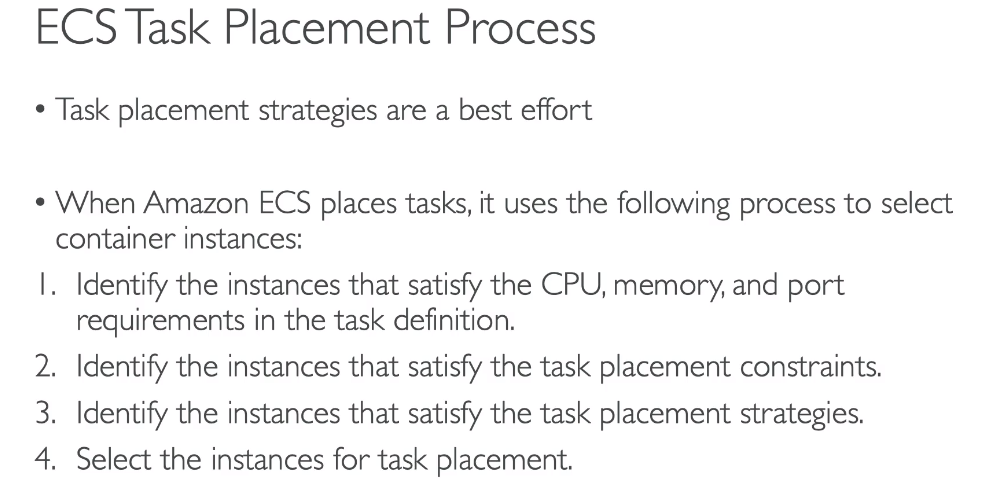 ECS Task Placement Process
• Task placement strategies are a best effort
• When Amazon ECS places tasks, it uses the following process to select
container instances:
1. Identify the instances that satisfy the CPU, memory, and port
requirements in the task definition.
2. Identify the instances that satisfy the task placement constraints.
3. Identify the instances that satisfy the task placement strategies.
4. Select the instances for task placement.